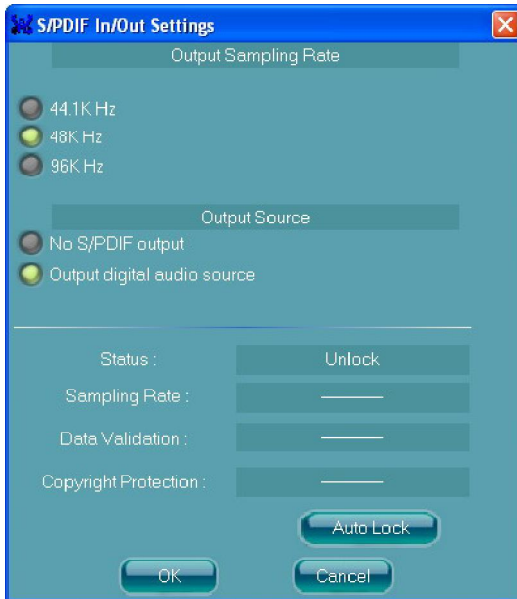 S/PDIF In/Out Settings
Output Sampling Rate
44.1K Hz
48K Hz
96K Hz
Output Source
No S/PDIF output
Output digital audio source
Status : Unlock
Sampling Rate :
Data Validation :
Copyright Protection :
Auto Lock
OK Cancel